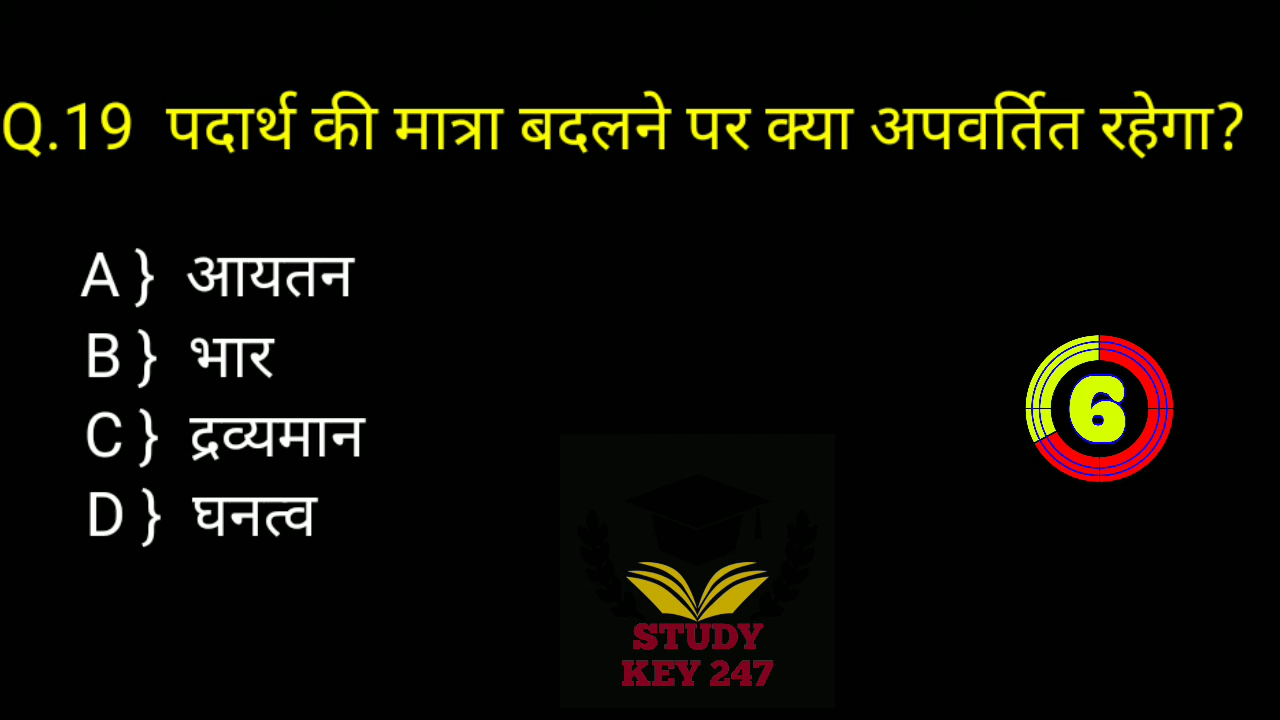 Q.19 पदार्थ की मात्रा बदलने पर क्या अपवर्तित रहेगा?
A } आयतन
B } भार
C } द्रव्यमान
D } घनत्व
6
STUDY
KEY 247